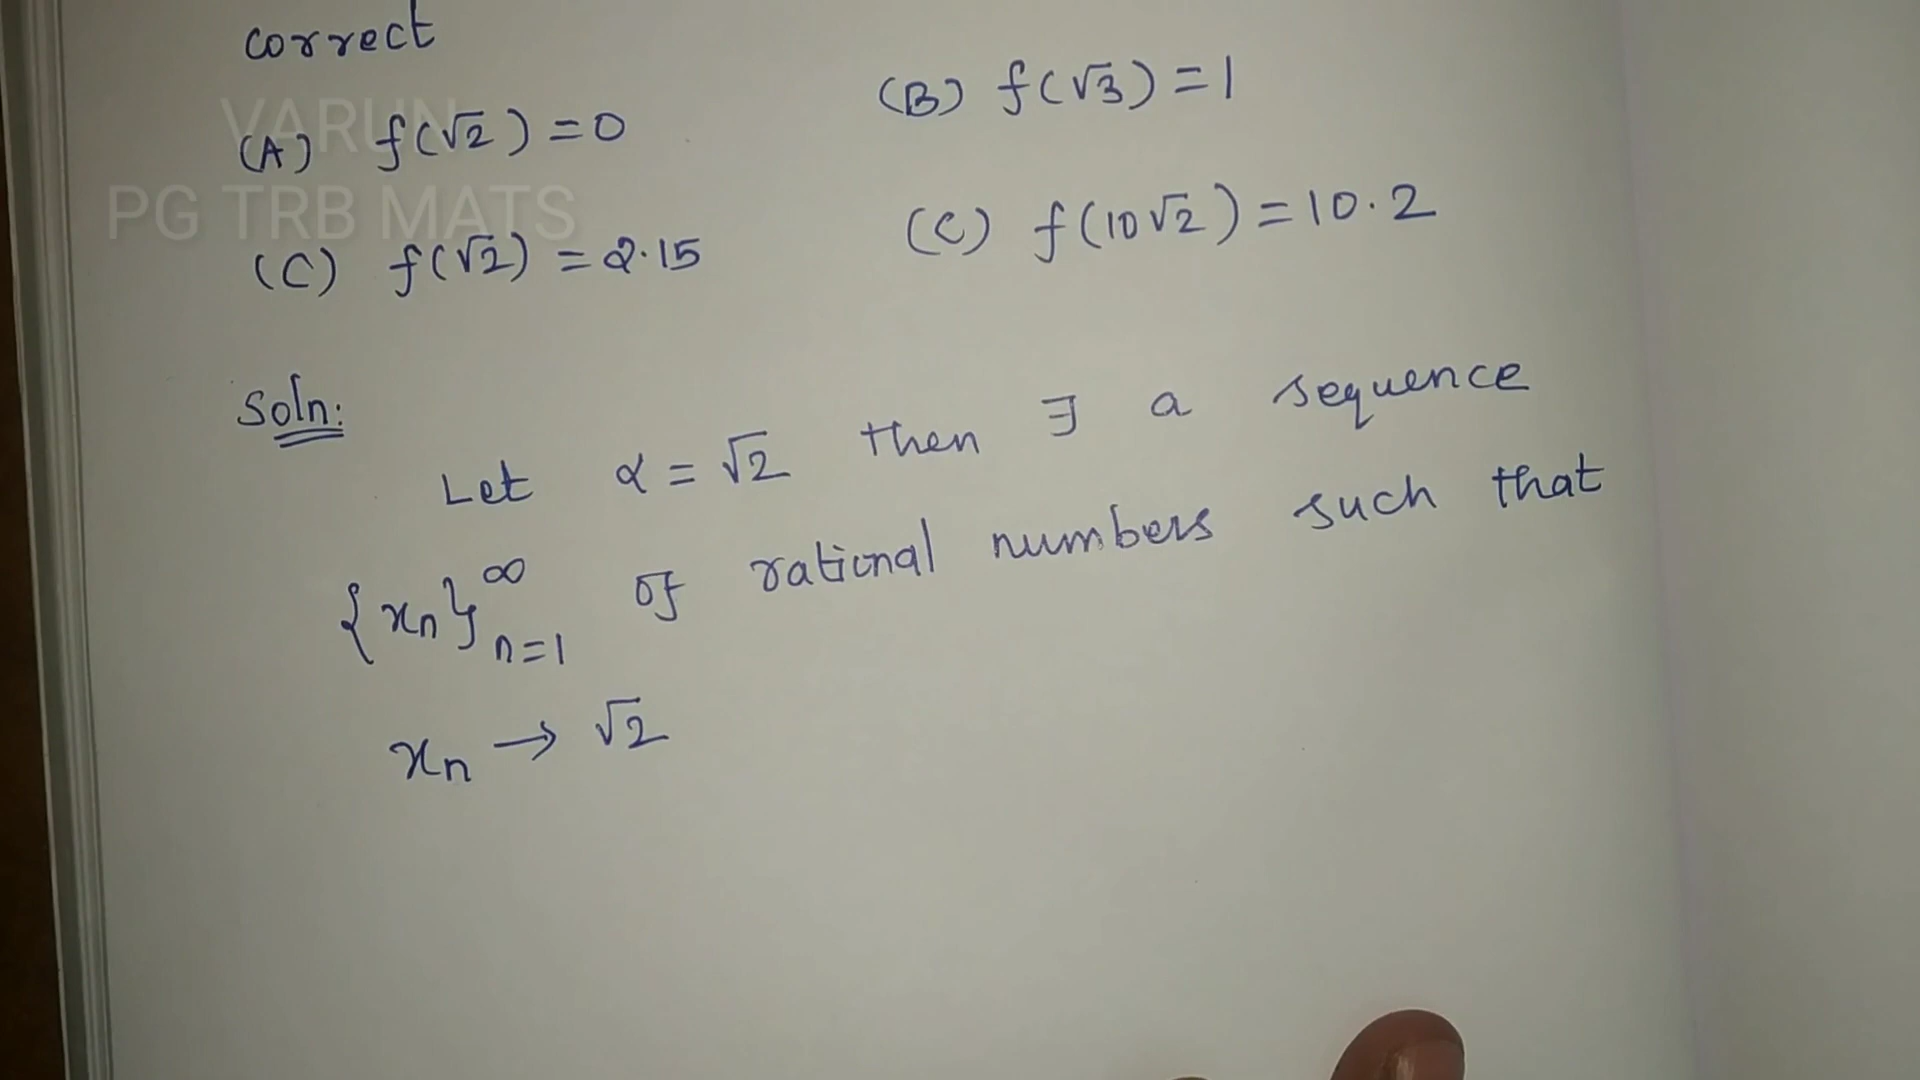 correct
(A) f(√2) = 0 (B) f(√3) = 1
(C) f(√2) = 2.15 (C) f(10√2) = 10.2
Soln:
Let α = √2 then ∃ a sequence
{xn}∞n=1 of rational numbers such that
xn → √2
VARUN
PG TRB MATS